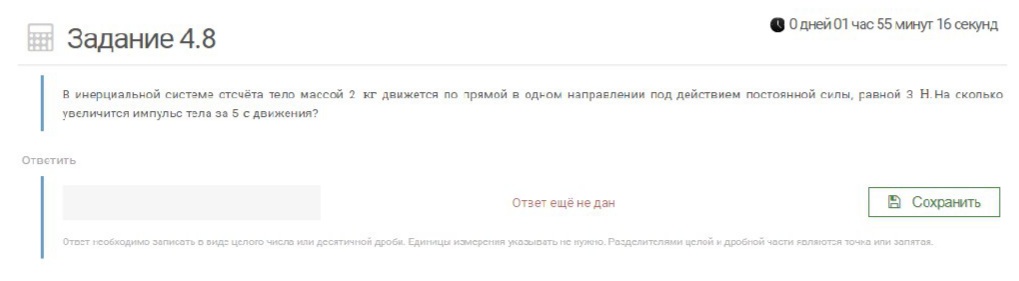 Задание 4.8
0 дней 01 час 55 минут 16 секунд
В инерциальной системе отсчёта тело массой 2 кг движется по прямой в одном направлении под действием постоянной силы, равной 3 Н. На сколько
увеличится импульс тела за 5 с движения?
Ответить
Ответ ещё не дан
Сохранить
Ответ необходимо записать в виде целого числа или десятичной дроби. Единицы измерения указывать не нужно. Разделителями целой и дробной части являются точка или запятая.